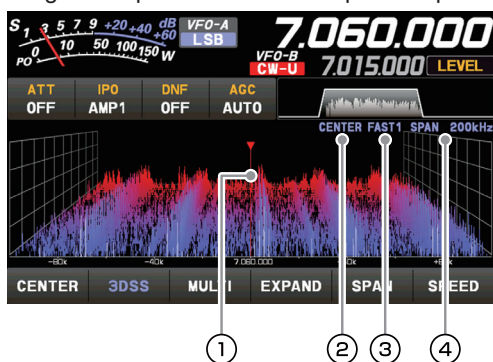 S 1 3 5 7 9 +20 +40 +60 dB
PO 0 10 50 100 150 W
VFO-A
LSB
7.060.000
VFO-B
CW-U 7.015.000 LEVEL
ATT IPO DNF AGC
OFF AMP1 OFF AUTO
CENTER FAST1 SPAN 200kHz
-80k -40k 7.060.000
CENTER 3DSS EXPAND SPAN SPEED
1 2 3 4